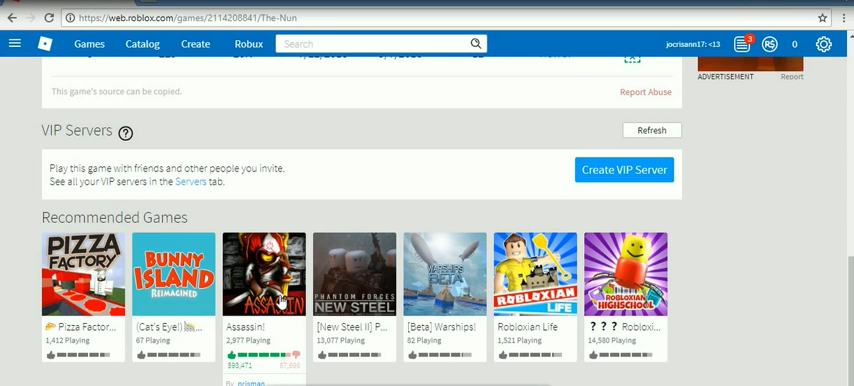 https://web.roblox.com/games/2114208841/The-Nun
Games Catalog Create Robux Search jocrisann17: <13 3 R$ 0
ADVERTISEMENT Report
This game's source can be copied. Report Abuse
VIP Servers ? Refresh
Play this game with friends and other people you invite.
See all your VIP servers in the Servers tab.
Create VIP Server
Recommended Games
PIZZA FACTORY
BUNNY ISLAND REIMAGINED
ASSASSIN
PHANTOM FORCES NEW STEEL
WARSHIPS BETA
ROBLOXIAN LIFE
ROBLOXIAN HIGHSCHOOL
Pizza Factor... (Cat's Eye!)... Assassin! [New Steel II] P... [Beta] Warships! Robloxian Life ? ? ? Robloxi...
1,412 Playing 67 Playing 2,977 Playing 13,077 Playing 82 Playing 1,521 Playing 14,580 Playing
By prisman